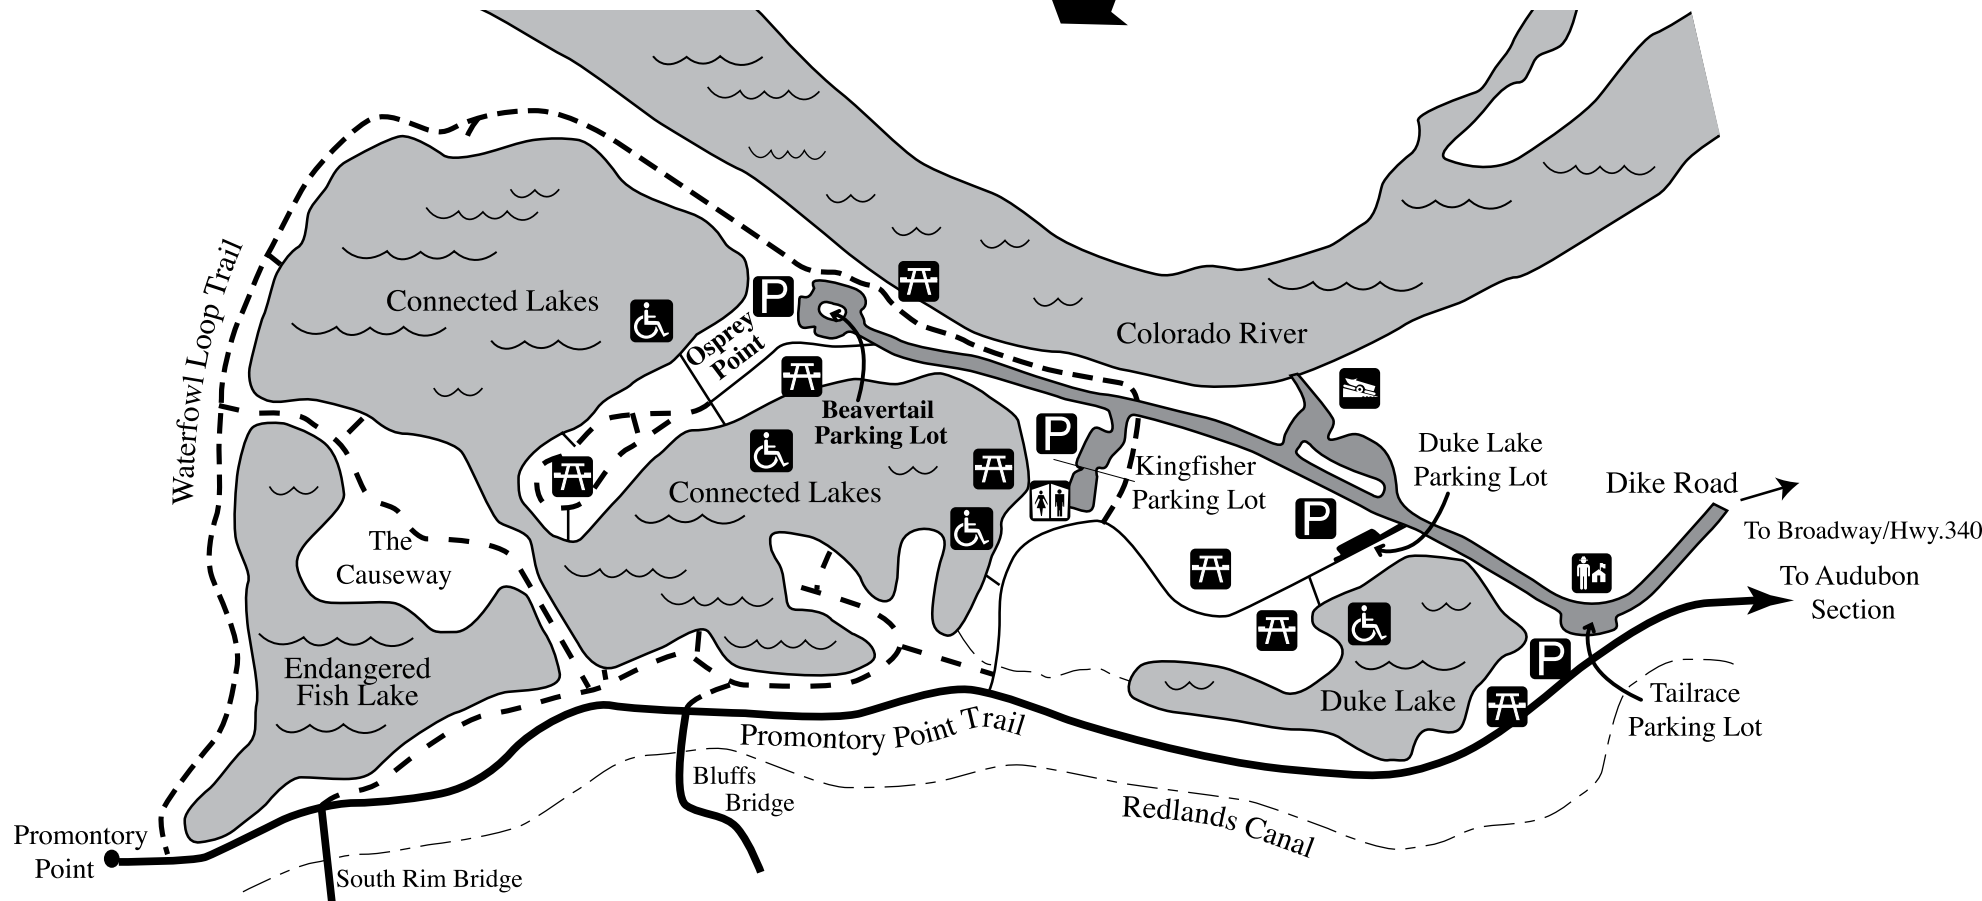 Waterfowl Loop Trail
Connected Lakes
P
Osprey
Point
Colorado River
Beavertail
Parking Lot
P
Connected Lakes
Kingfisher
Parking Lot
Duke Lake
Parking Lot
P
Dike Road
To Broadway/Hwy.340
To Audubon
Section
The
Causeway
Endangered
Fish Lake
Duke Lake
P
Tailrace
Parking Lot
Promontory Point Trail
Bluffs
Bridge
Redlands Canal
Promontory
Point
South Rim Bridge